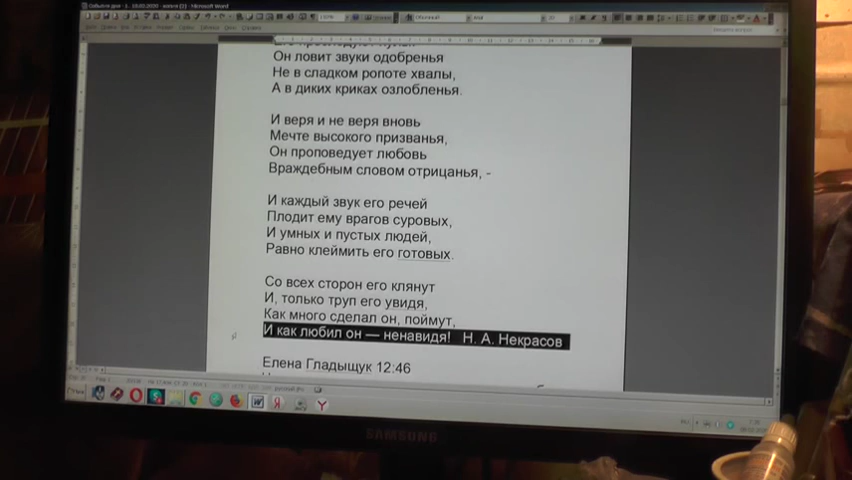 Microsoft Word
Он ловит звуки одобренья
Не в сладком ропоте хвалы,
А в диких криках озлобленья.
И веря и не веря вновь
Мечте высокого призванья,
Он проповедует любовь
Враждебным словом отрицанья, -
И каждый звук его речей
Плодит ему врагов суровых,
И умных и пустых людей,
Равно клеймить его готовых.
Со всех сторон его клянут
И, только труп его увидя,
Как много сделал он, поймут,
И как любил он — ненавидя! Н. А. Некрасов
Елена Гладыщук 12:46
SAMSUNG